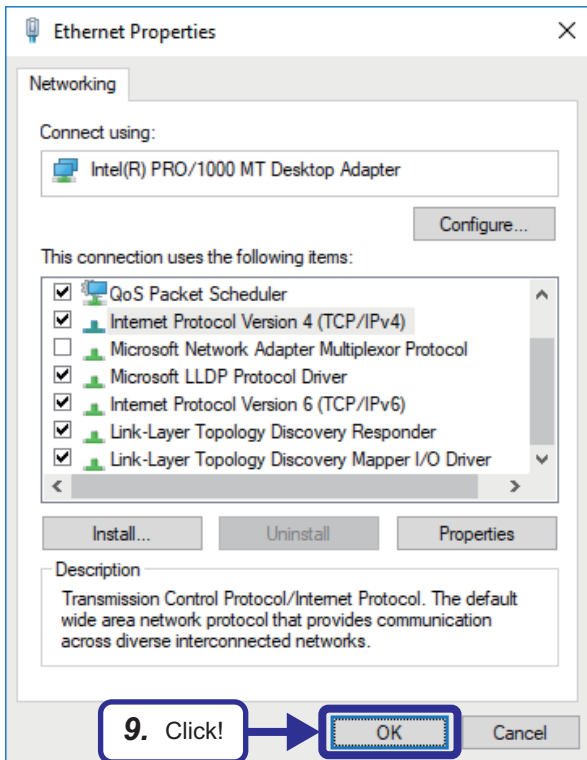 Ethernet Properties
Networking
Connect using:
Intel(R) PRO/1000 MT Desktop Adapter
Configure...
This connection uses the following items:
QoS Packet Scheduler
Internet Protocol Version 4 (TCP/IPv4)
Microsoft Network Adapter Multiplexor Protocol
Microsoft LLDP Protocol Driver
Internet Protocol Version 6 (TCP/IPv6)
Link-Layer Topology Discovery Responder
Link-Layer Topology Discovery Mapper I/O Driver
Install... Uninstall Properties
Description
Transmission Control Protocol/Internet Protocol. The default
wide area network protocol that provides communication
across diverse interconnected networks.
9. Click! OK Cancel